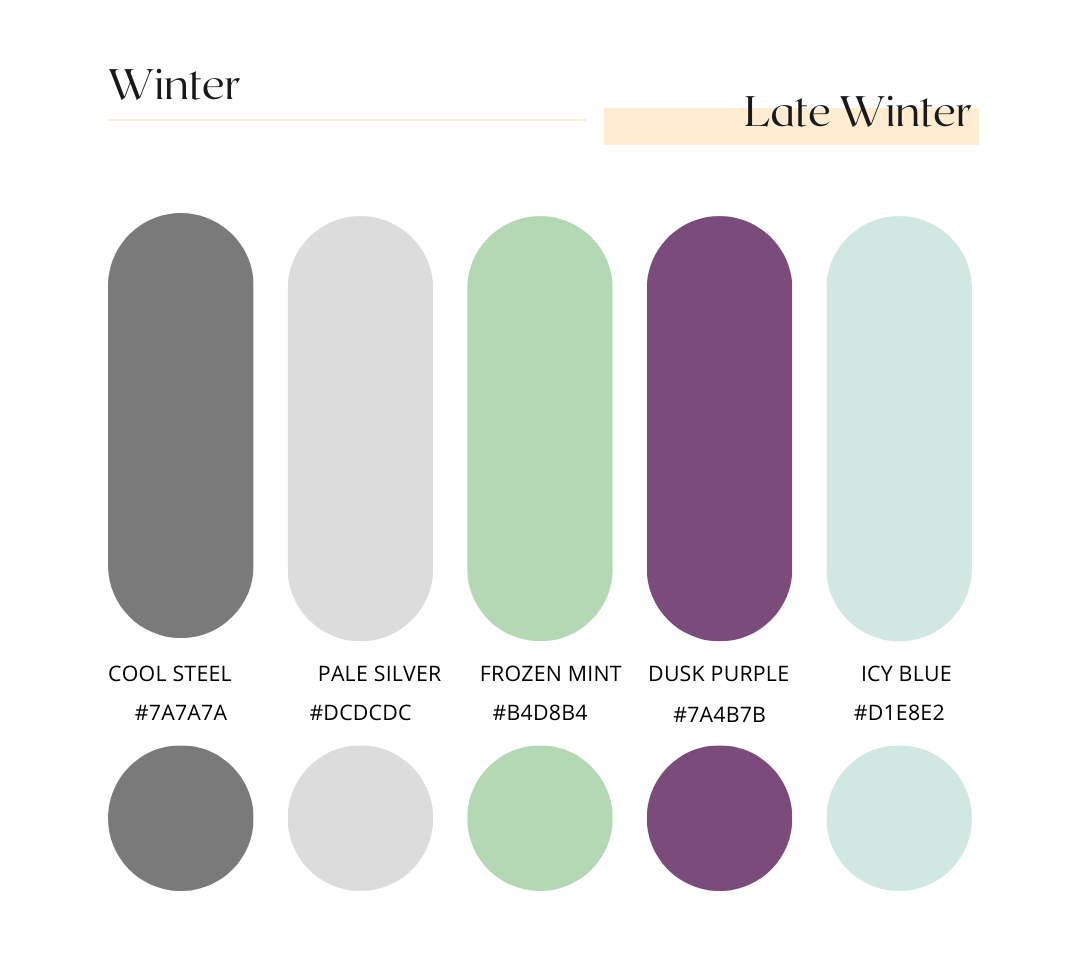 Winter
Late Winter
COOL STEEL
#7A7A7A
PALE SILVER
#DCDCDC
FROZEN MINT
#B4D8B4
DUSK PURPLE
#7A4B7B
ICY BLUE
#D1E8E2